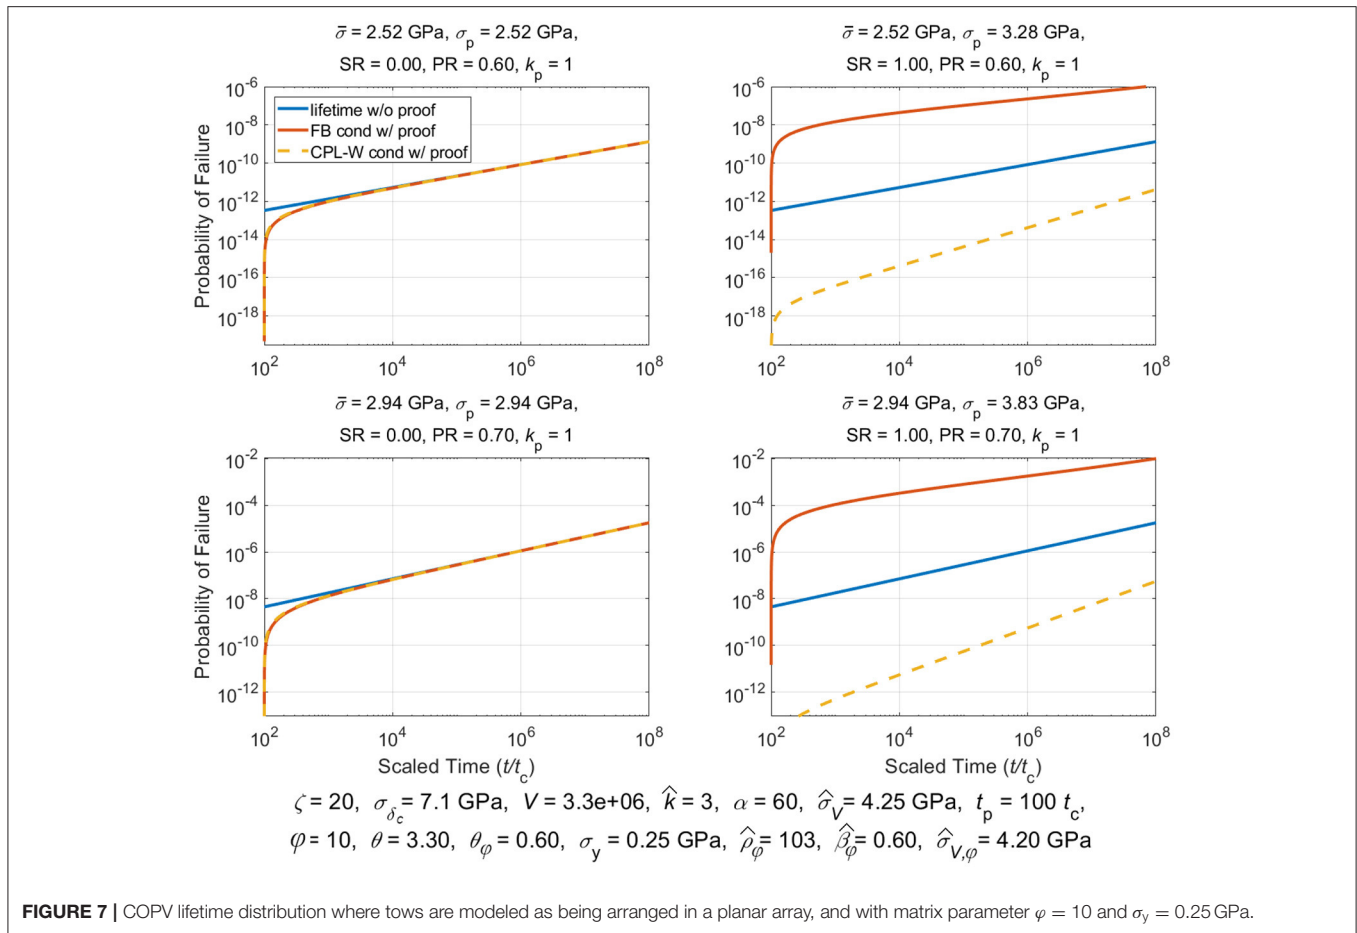 σ̄ = 2.52 GPa, σ_p = 2.52 GPa,
SR = 0.00, PR = 0.60, k_p = 1
10^-6
10^-8
10^-10
10^-12
10^-14
10^-16
10^-18
Probability of Failure
lifetime w/o proof
FB cond w/ proof
CPL-W cond w/ proof
10^2 10^4 10^6 10^8
σ̄ = 2.52 GPa, σ_p = 3.28 GPa,
SR = 1.00, PR = 0.60, k_p = 1
10^-6
10^-8
10^-10
10^-12
10^-14
10^-16
10^-18
10^2 10^4 10^6 10^8
σ̄ = 2.94 GPa, σ_p = 2.94 GPa,
SR = 0.00, PR = 0.70, k_p = 1
10^-2
10^-4
10^-6
10^-8
10^-10
10^-12
Probability of Failure
10^2 10^4 10^6 10^8
Scaled Time (t/t_c)
σ̄ = 2.94 GPa, σ_p = 3.83 GPa,
SR = 1.00, PR = 0.70, k_p = 1
10^-2
10^-4
10^-6
10^-8
10^-10
10^-12
10^2 10^4 10^6 10^8
Scaled Time (t/t_c)
ζ = 20, σ_δ_c = 7.1 GPa, V = 3.3e+06, k̂ = 3, α = 60, σ̂_V = 4.25 GPa, t_p = 100 t_c,
φ = 10, θ = 3.30, θ_φ = 0.60, σ_y = 0.25 GPa, ρ̂_φ = 103, β̂_φ = 0.60, σ̂_V,φ = 4.20 GPa
FIGURE 7 | COPV lifetime distribution where tows are modeled as being arranged in a planar array, and with matrix parameter φ = 10 and σ_y = 0.25 GPa.